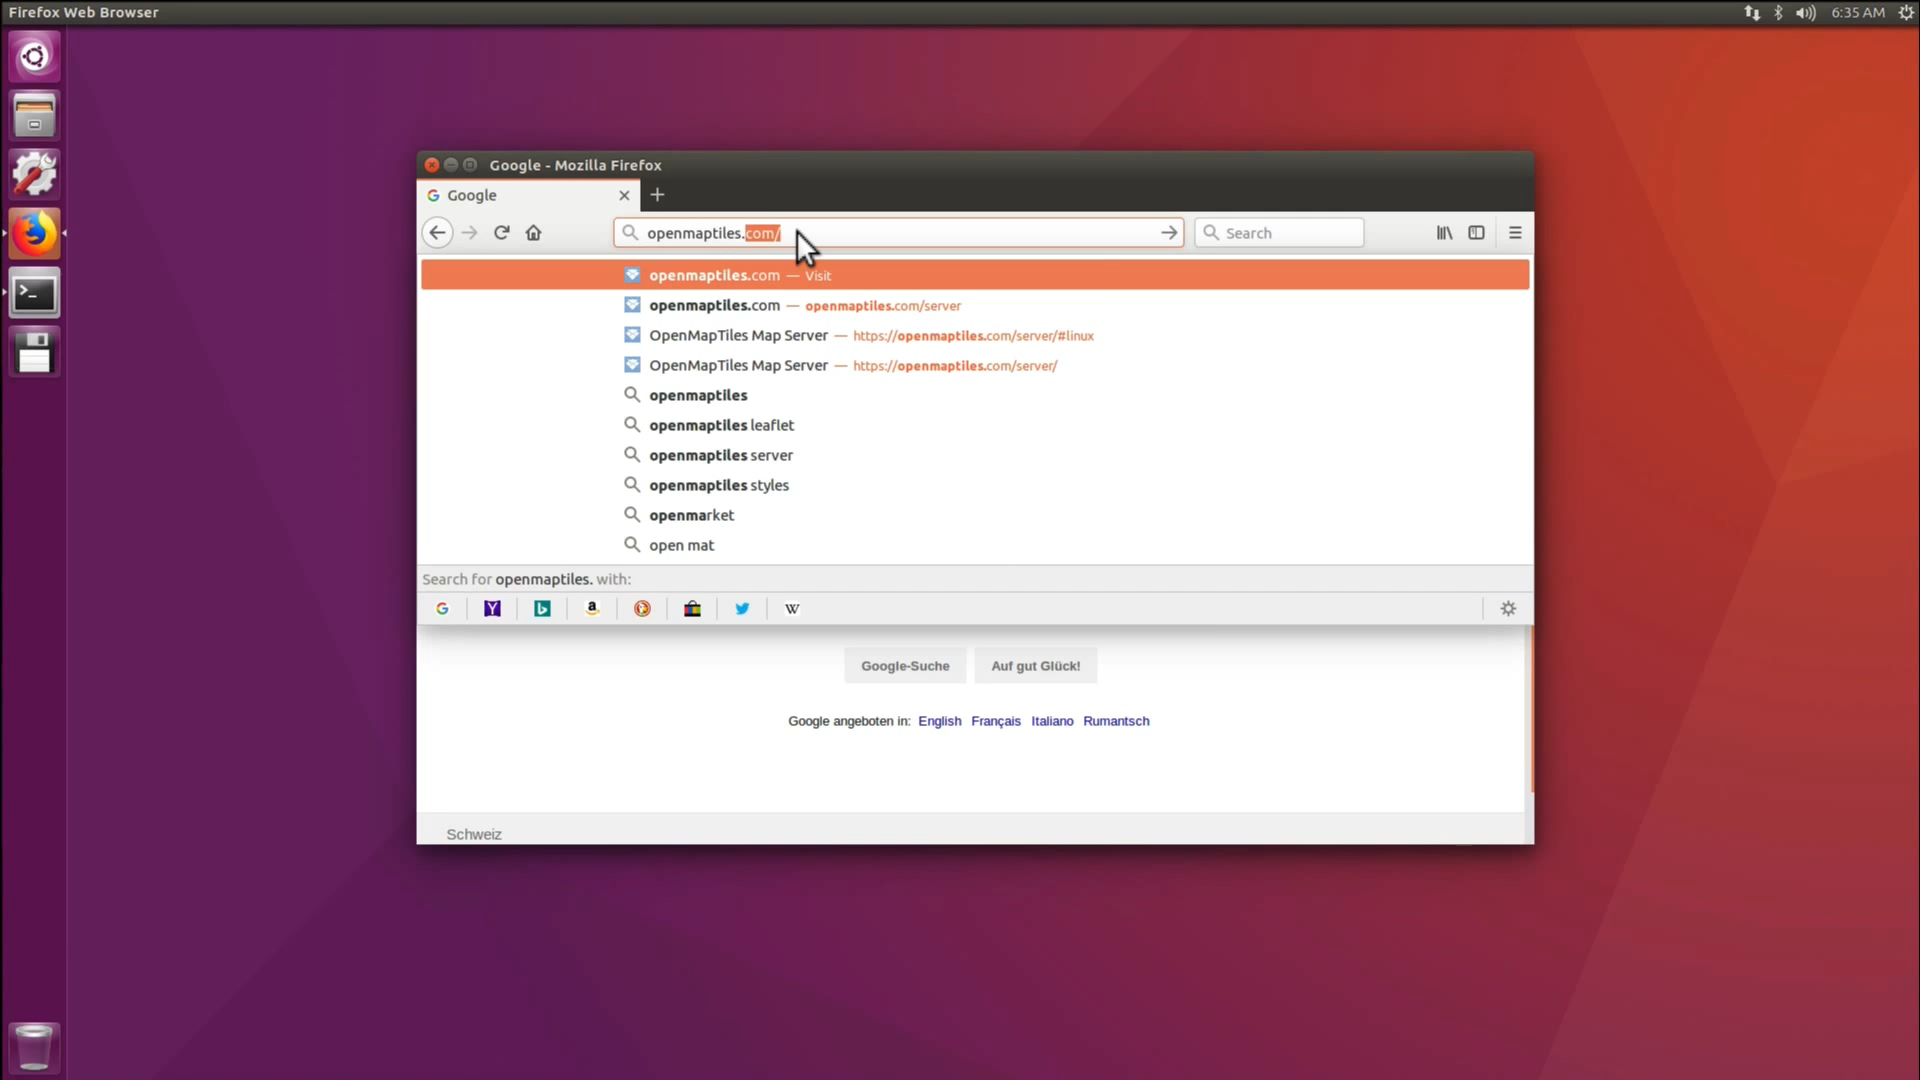 Firefox Web Browser
6:35 AM
Google - Mozilla Firefox
Google
openmaptiles.com/
Search
openmaptiles.com — Visit
openmaptiles.com — openmaptiles.com/server
OpenMapTiles Map Server — https://openmaptiles.com/server/#linux
OpenMapTiles Map Server — https://openmaptiles.com/server/
openmaptiles
openmaptiles leaflet
openmaptiles server
openmaptiles styles
openmarket
open mat
Search for openmaptiles. with:
Google-Suche Auf gut Glück!
Google angeboten in: English Français Italiano Rumantsch
Schweiz